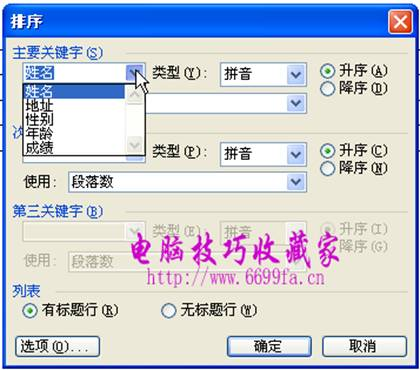 排序
主要关键字(S)
姓名 类型(Y): 拼音 升序(A)
降序(D)
姓名
地址
性别
年龄
成绩
次
类型(P): 拼音 升序(C)
降序(N)
使用: 段落数
第三关键字(B)
类型 拼音 升序(I)
降序(G)
使用: 段落数
电脑技巧收藏家
http://www.6699fa.cn
列表
有标题行(R) 无标题行(W)
选项(O)... 确定 取消